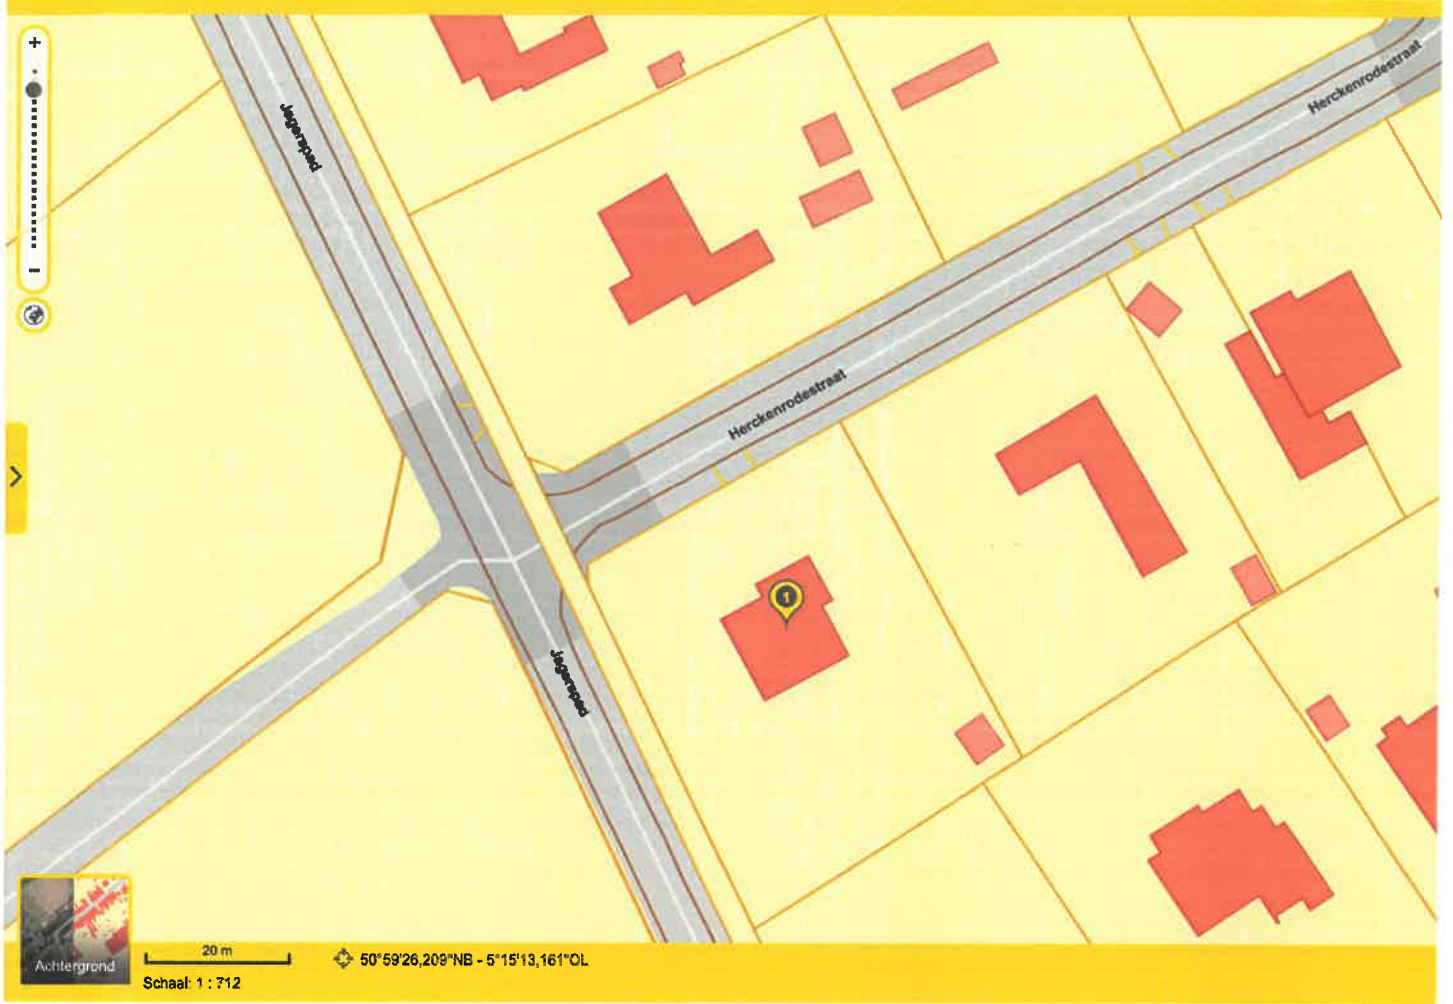 +
Jagerspad
Herckenrodestraat
Herckenrodestraat
1
Jagerspad
Achtergrond
20 m
50°59'26,209"NB - 5°15'13,161"OL
Schaal: 1 : 712